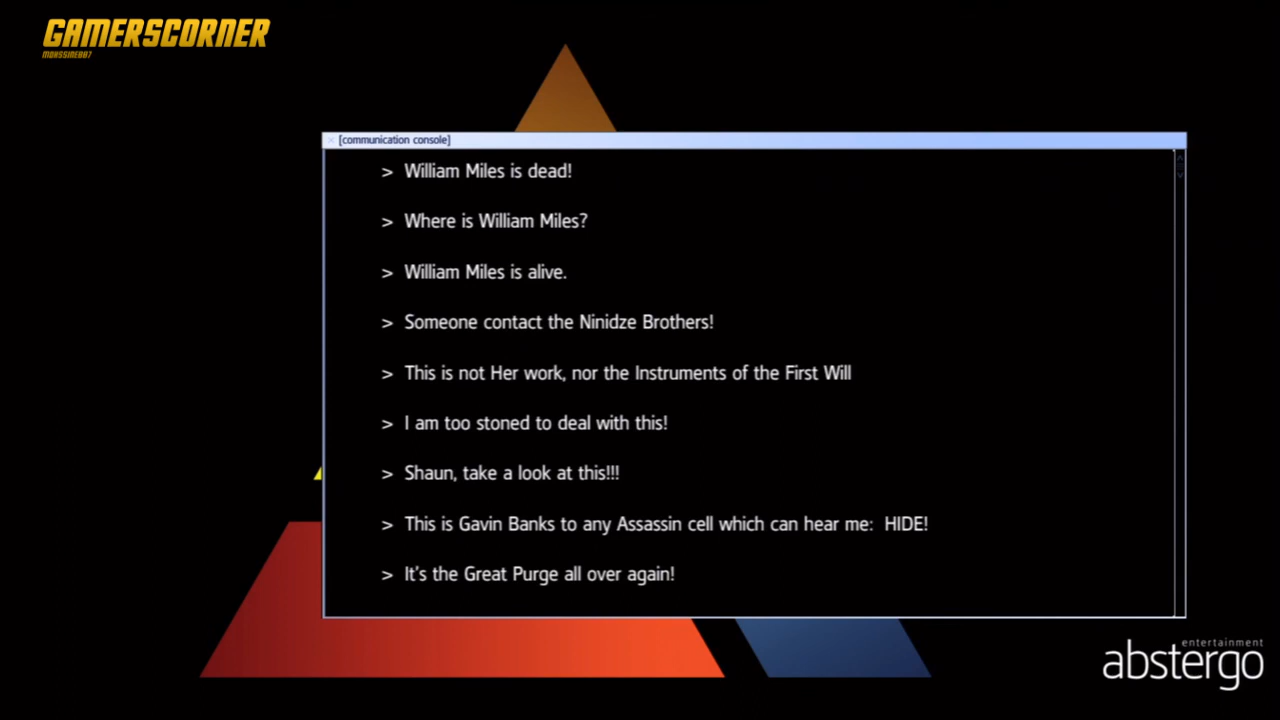 GAMERSCORNER
MOHSSINE087
× [communication console]
> William Miles is dead!
> Where is William Miles?
> William Miles is alive.
> Someone contact the Ninidze Brothers!
> This is not Her work, nor the Instruments of the First Will
> I am too stoned to deal with this!
> Shaun, take a look at this!!!
> This is Gavin Banks to any Assassin cell which can hear me:  HIDE!
> It's the Great Purge all over again!
entertainment
abstergo